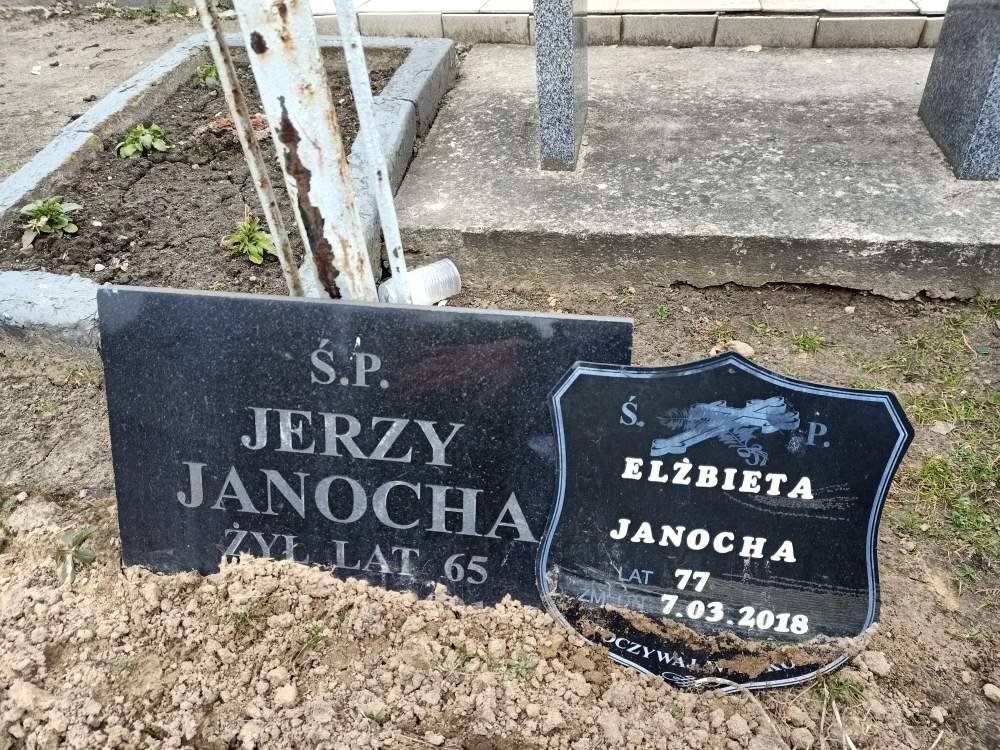 Ś.P.
JERZY
JANOCHA
ŻYŁ LAT 65
Ś. P.
ELŻBIETA
JANOCHA
LAT 77
7.03.2018